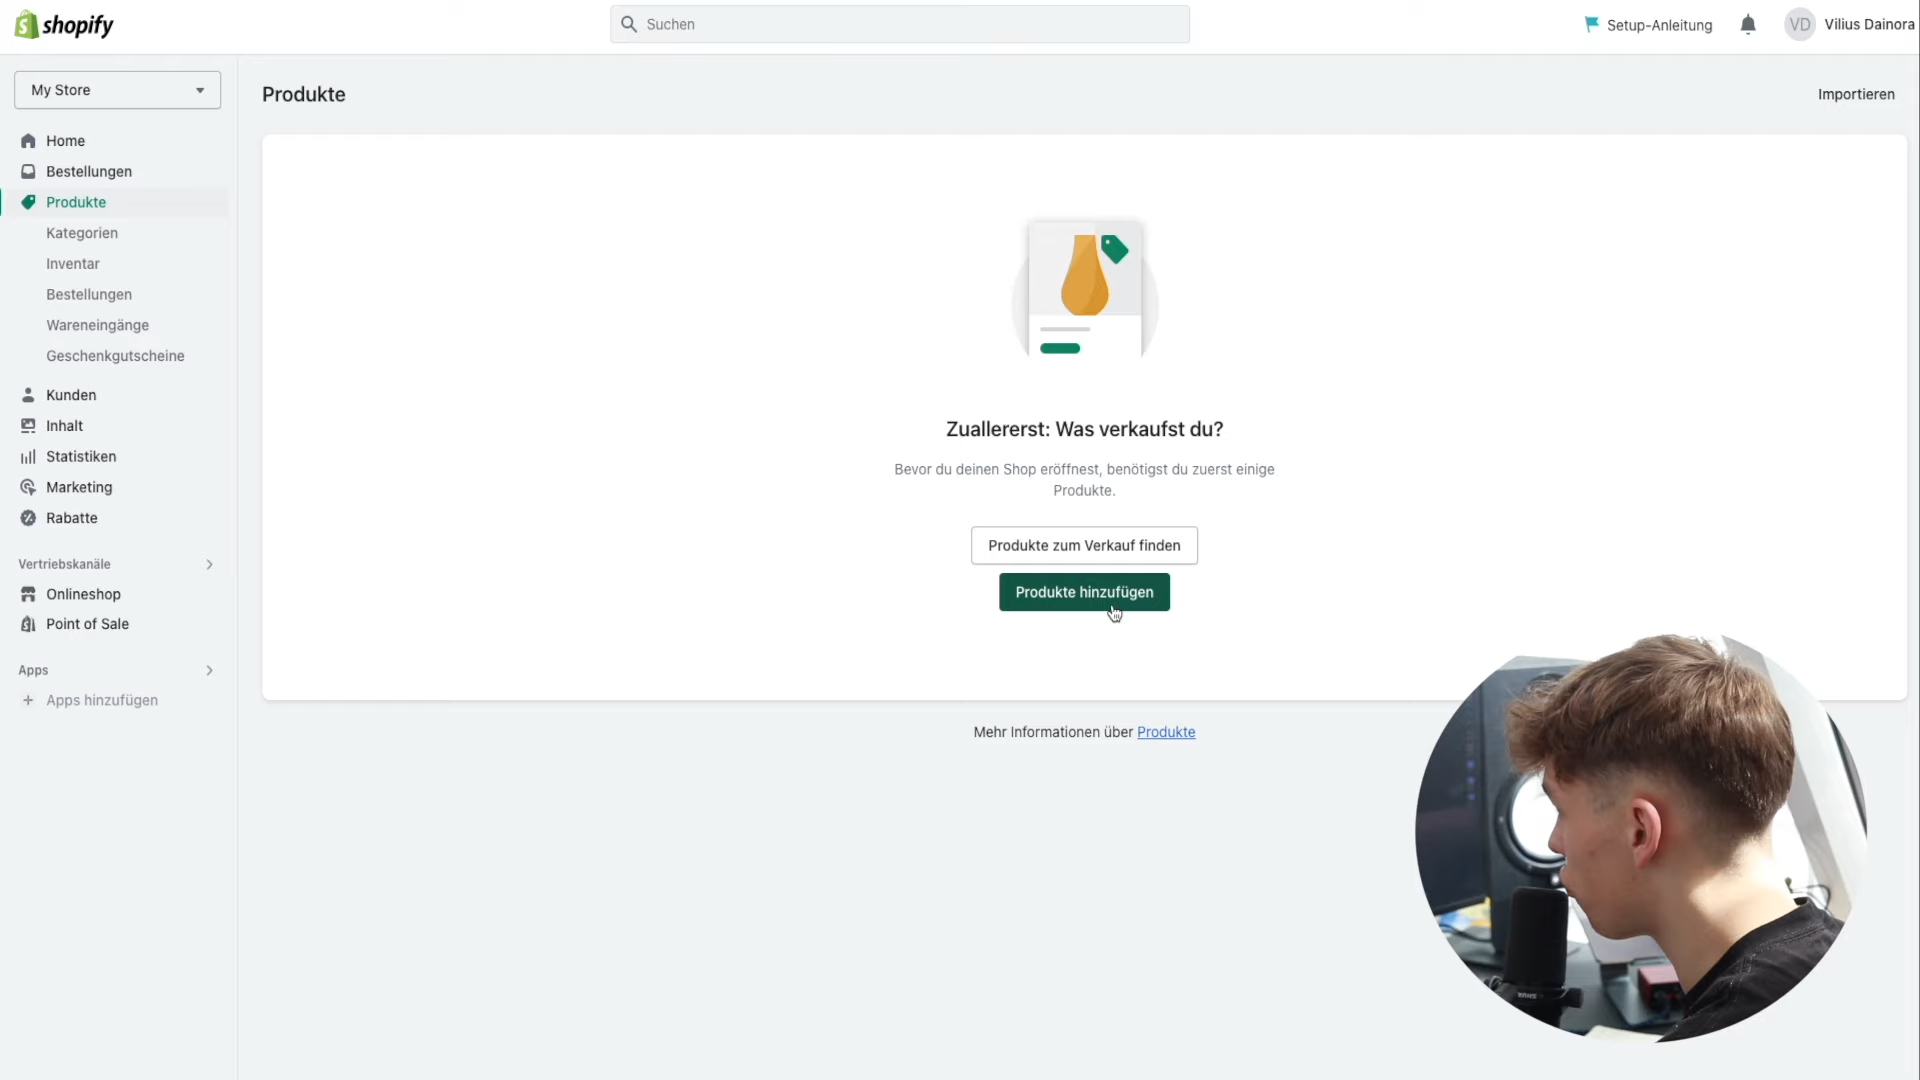 shopify
Suchen
Setup-Anleitung
VD
Vilius Dainora
My Store
Home
Bestellungen
Produkte
Kategorien
Inventar
Bestellungen
Wareneingänge
Geschenkgutscheine
Kunden
Inhalt
Statistiken
Marketing
Rabatte
Vertriebskanäle
Onlineshop
Point of Sale
Apps
+ Apps hinzufügen
Produkte
Importieren
Zuallererst: Was verkaufst du?
Bevor du deinen Shop eröffnest, benötigst du zuerst einige
Produkte.
Produkte zum Verkauf finden
Produkte hinzufügen
Mehr Informationen über Produkte